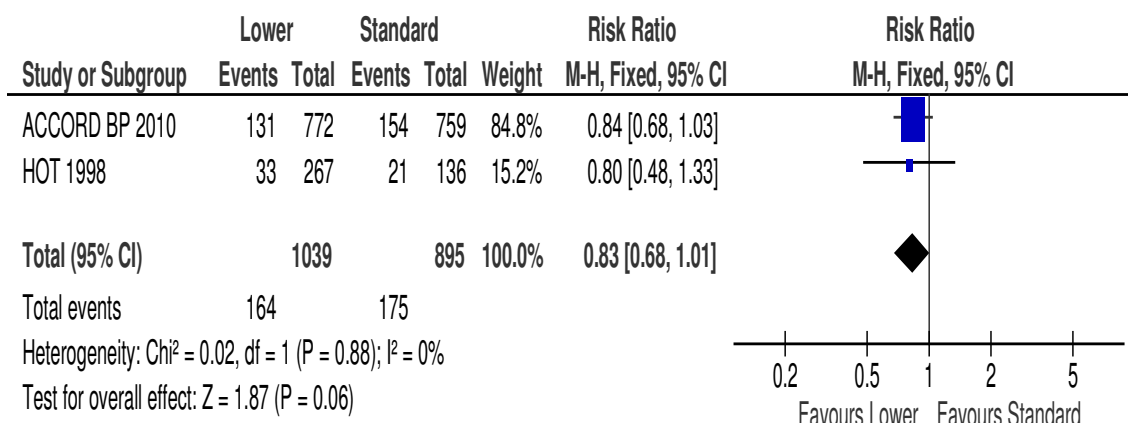 Lower Standard Risk Ratio Risk Ratio
Study or Subgroup Events Total Events Total Weight M-H, Fixed, 95% CI M-H, Fixed, 95% CI
ACCORD BP 2010 131 772 154 759 84.8% 0.84 [0.68, 1.03]
HOT 1998 33 267 21 136 15.2% 0.80 [0.48, 1.33]
Total (95% CI) 1039 895 100.0% 0.83 [0.68, 1.01]
Total events 164 175
Heterogeneity: Chi² = 0.02, df = 1 (P = 0.88); I² = 0%
Test for overall effect: Z = 1.87 (P = 0.06)
0.2 0.5 1 2 5
Favours Lower Favours Standard